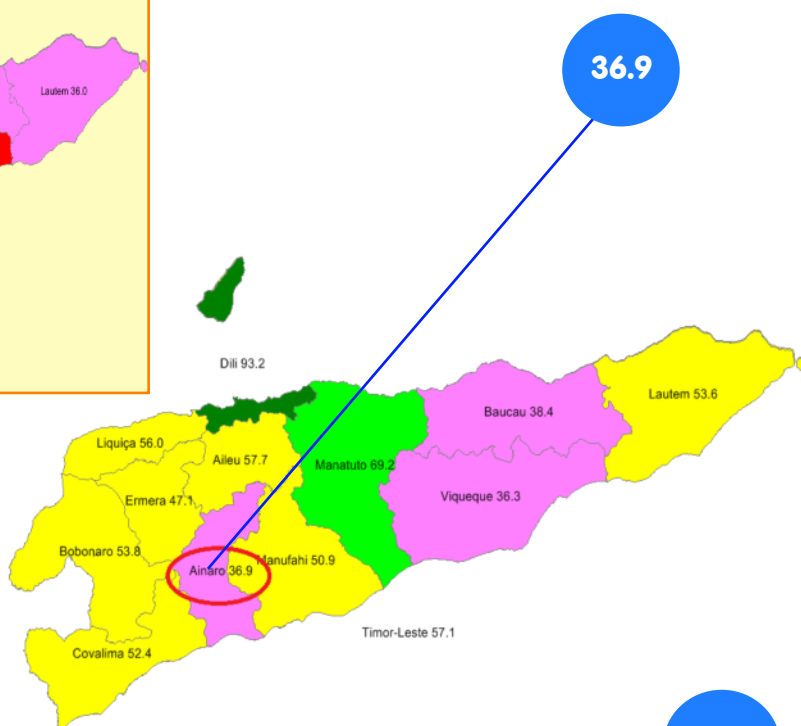 36.9
Lautem 36.0
Dili 93.2
Lautem 53.6
Baucau 38.4
Liquiça 56.0
Aileu 57.7
Manatuto 69.2
Viqueque 36.3
Ermera 47.1
Bobonaro 53.8
Manufahi 50.9
Ainaro 36.9
Timor-Leste 57.1
Covalima 52.4